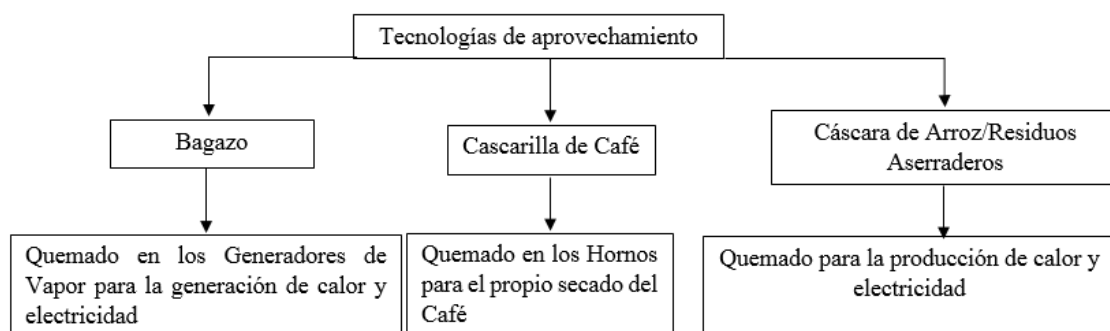 Tecnologías de aprovechamiento
Bagazo
Cascarilla de Café
Cáscara de Arroz/Residuos
Aserraderos
Quemado en los Generadores de
Vapor para la generación de calor y
electricidad
Quemado en los Hornos
para el propio secado del
Café
Quemado para la producción de calor y
electricidad